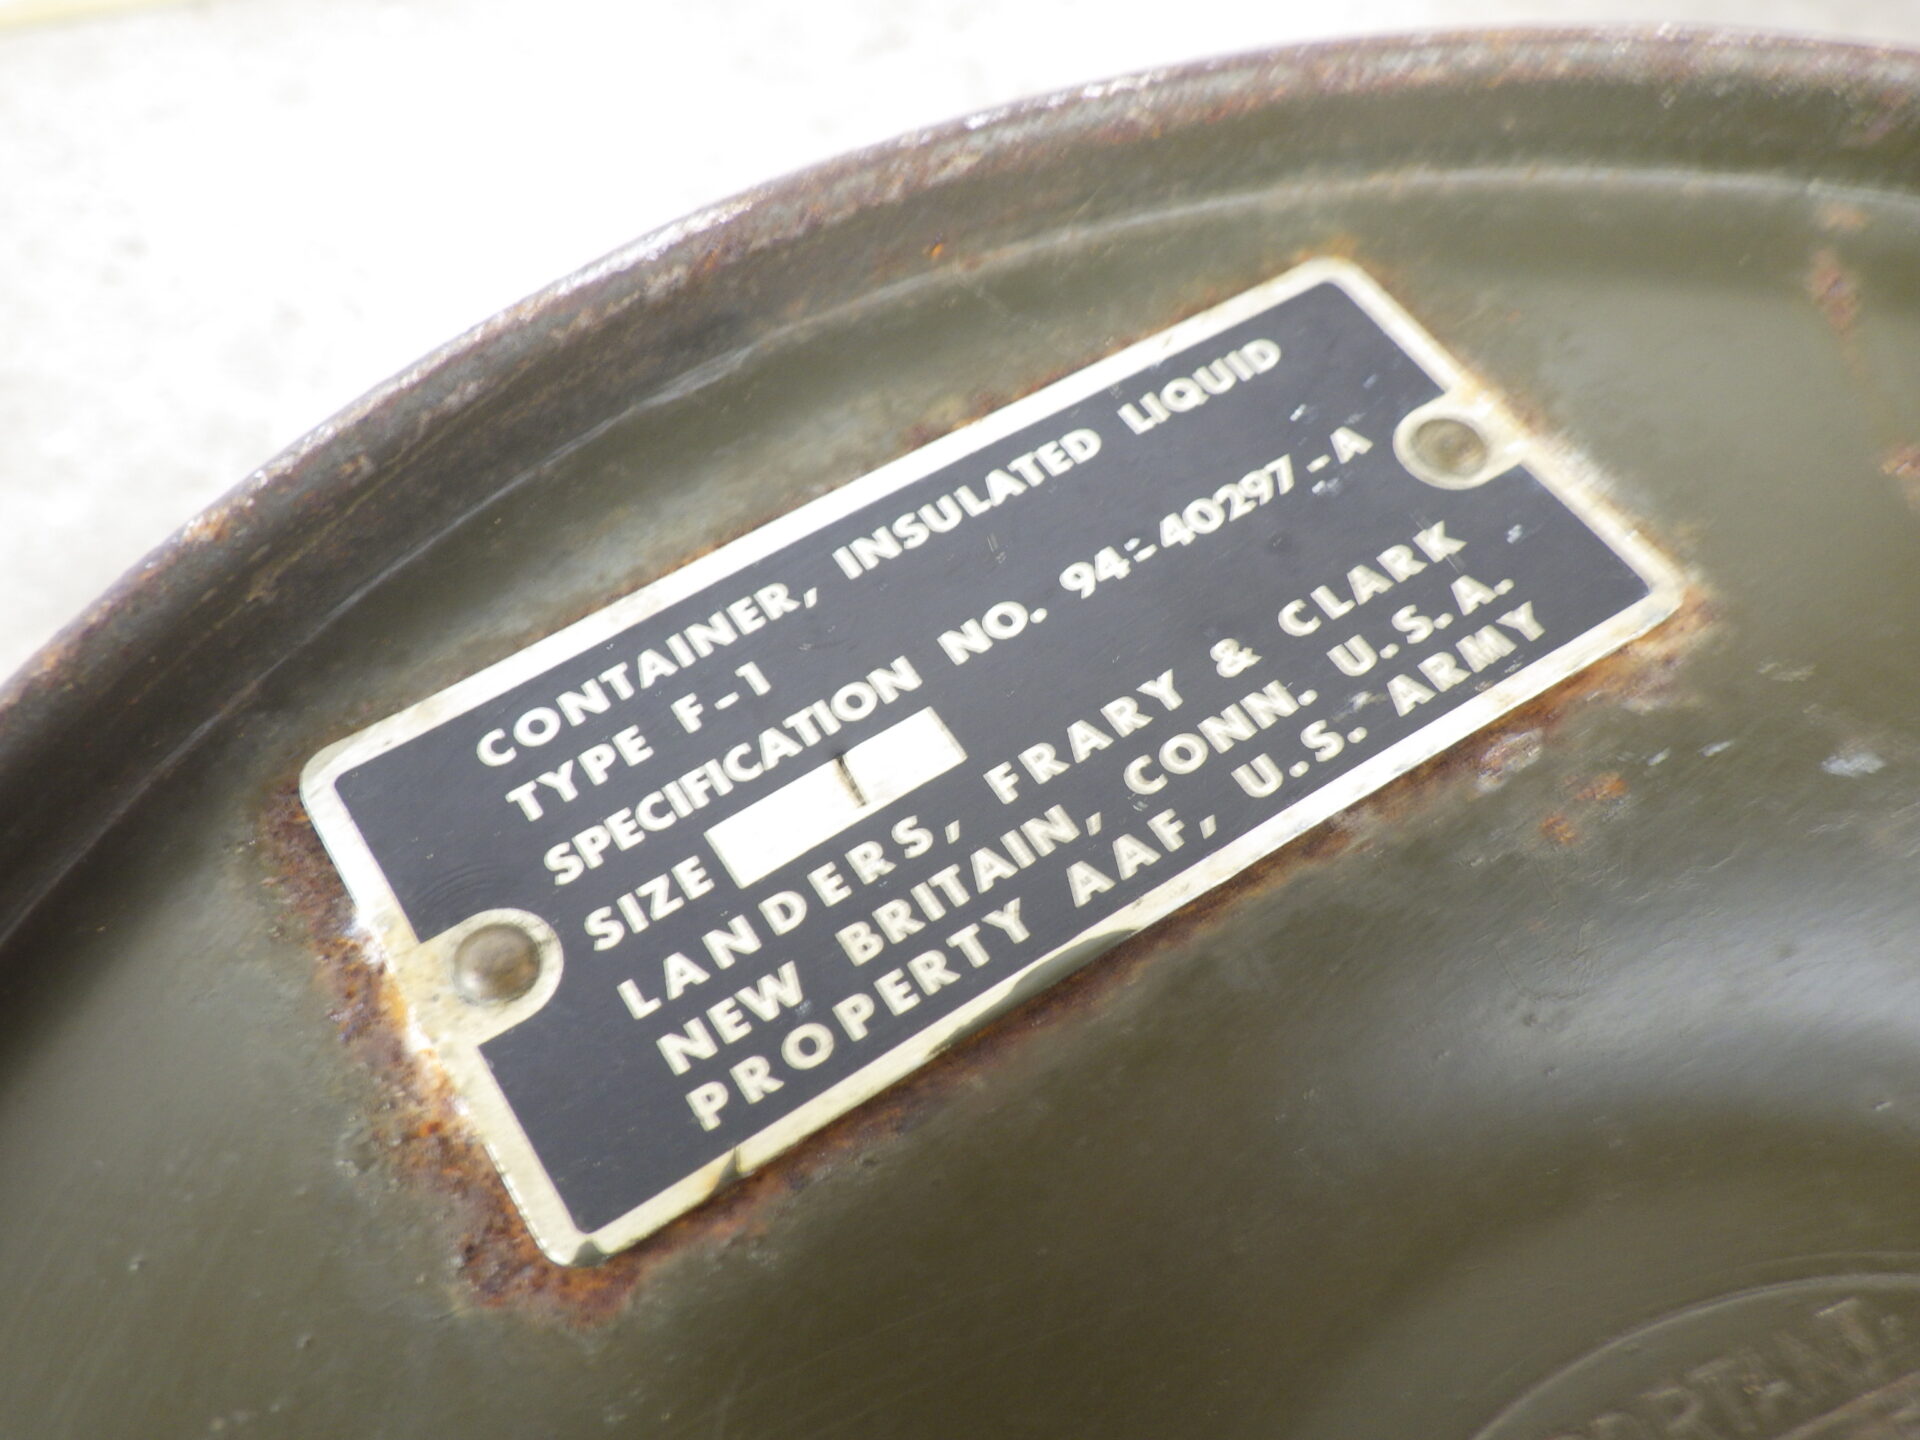 CONTAINER, INSULATED LIQUID
TYPE F-1
SPECIFICATION NO. 94-40297-A
SIZE 1
LANDERS, FRARY & CLARK
NEW BRITAIN, CONN. U.S.A.
PROPERTY AAF, U.S. ARMY